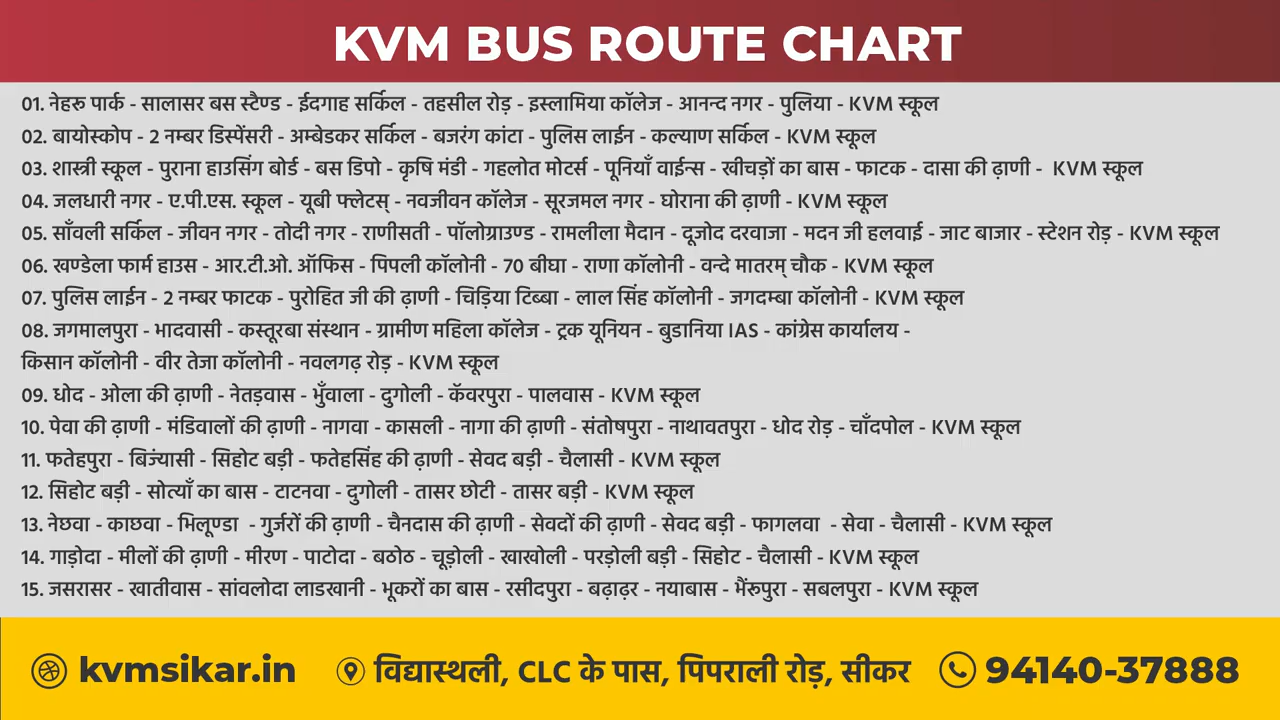 KVM BUS ROUTE CHART
01. नेहरू पार्क - सालासर बस स्टैण्ड - ईदगाह सर्किल - तहसील रोड़ - इस्लामिया कॉलेज - आनन्द नगर - पुलिया - KVM स्कूल
02. बायोस्कोप - 2 नम्बर डिस्पेंसरी - अम्बेडकर सर्किल - बजरंग कांटा - पुलिस लाईन - कल्याण सर्किल - KVM स्कूल
03. शास्त्री स्कूल - पुराना हाउसिंग बोर्ड - बस डिपो - कृषि मंडी - गहलोत मोटर्स - पूनियाँ वाईन्स - खीचड़ों का बास - फाटक - दासा की ढ़ाणी - KVM स्कूल
04. जलधारी नगर - ए.पी.एस. स्कूल - यूबी फ्लेटस् - नवजीवन कॉलेज - सूरजमल नगर - घोराना की ढ़ाणी - KVM स्कूल
05. साँवली सर्किल - जीवन नगर - तोदी नगर - राणीसती - पॉलोग्राउण्ड - रामलीला मैदान - दूजोद दरवाजा - मदन जी हलवाई - जाट बाजार - स्टेशन रोड़ - KVM स्कूल
06. खण्डेला फार्म हाउस - आर.टी.ओ. ऑफिस - पिपली कॉलोनी - 70 बीघा - राणा कॉलोनी - वन्दे मातरम् चौक - KVM स्कूल
07. पुलिस लाईन - 2 नम्बर फाटक - पुरोहित जी की ढ़ाणी - चिड़िया टिब्बा - लाल सिंह कॉलोनी - जगदम्बा कॉलोनी - KVM स्कूल
08. जगमालपुरा - भादवासी - कस्तूरबा संस्थान - ग्रामीण महिला कॉलेज - ट्रक यूनियन - बुडानिया IAS - कांग्रेस कार्यालय -
किसान कॉलोनी - वीर तेजा कॉलोनी - नवलगढ़ रोड़ - KVM स्कूल
09. धोद - ओला की ढ़ाणी - नेतड़वास - भुँवाला - दुगोली - कॅवरपुरा - पालवास - KVM स्कूल
10. पेवा की ढ़ाणी - मंडिवालों की ढ़ाणी - नागवा - कासली - नागा की ढ़ाणी - संतोषपुरा - नाथावतपुरा - धोद रोड़ - चाँदपोल - KVM स्कूल
11. फतेहपुरा - बिज्यासी - सिहोट बड़ी - फतेहसिंह की ढ़ाणी - सेवद बड़ी - चैलासी - KVM स्कूल
12. सिहोट बड़ी - सोत्याँ का बास - टाटनवा - दुगोली - तासर छोटी - तासर बड़ी - KVM स्कूल
13. नेछवा - काछवा - भिलूण्डा - गुर्जरों की ढ़ाणी - चैनदास की ढ़ाणी - सेवदों की ढ़ाणी - सेवद बड़ी - फागलवा - सेवा - चैलासी - KVM स्कूल
14. गाड़ोदा - मीलों की ढ़ाणी - मीरण - पाटोदा - बठोठ - चूड़ोली - खाखोली - परड़ोली बड़ी - सिहोट - चैलासी - KVM स्कूल
15. जसरासर - खातीवास - सांवलोदा लाडखानी - भूकरों का बास - रसीदपुरा - बढ़ाढ़र - नयाबास - भैंरूपुरा - सबलपुरा - KVM स्कूल
kvmsikar.in विद्यास्थली, CLC के पास, पिपराली रोड़, सीकर 94140-37888